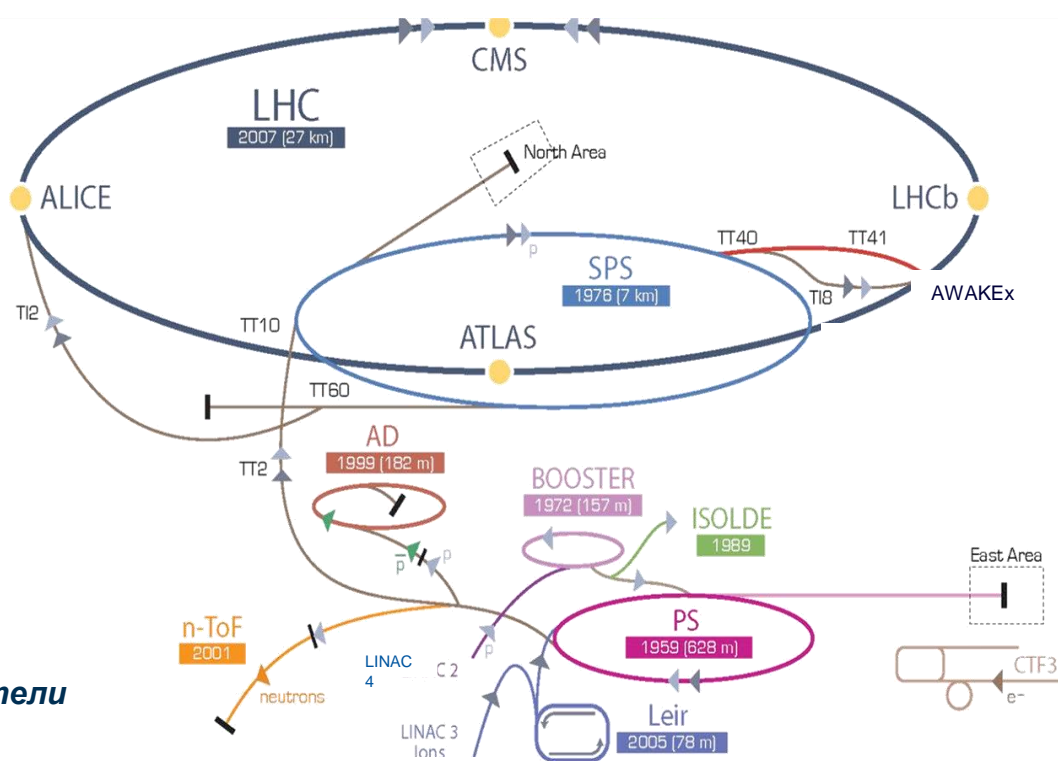 CMS
LHC
2007 (27 km)
North Area
ALICE
LHCb
TT40
TT41
p
SPS
1976 (7 km)
TI8
AWAKEx
TI2
TT10
ATLAS
TT60
AD
1999 (182 m)
TT2
BOOSTER
1972 (157 m)
ISOLDE
1989
East Area
p
p
n-ToF
2001
PS
1959 (628 m)
p
LINAC
4
C 2
CTF3
neutrons
e–
тели
Leir
2005 (78 m)
LINAC 3
Ions